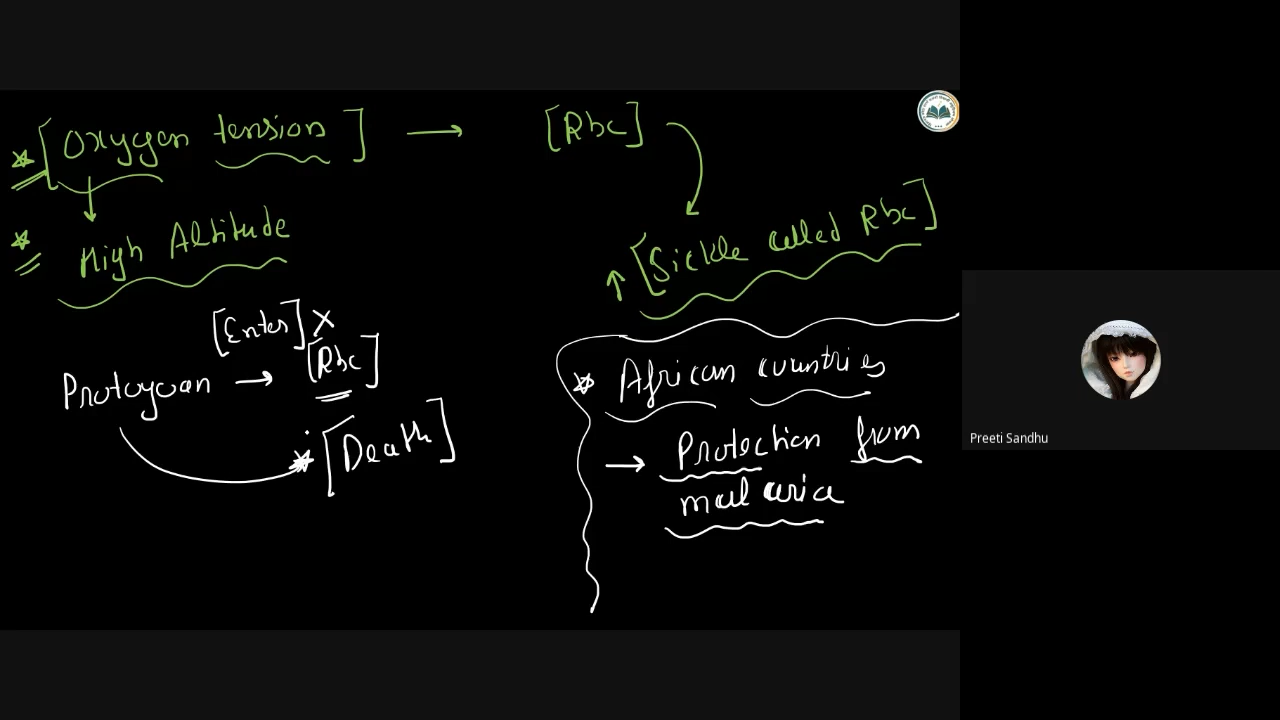 [Oxygen tension] → [Rbc]
High Altitude
↑ [Sickle celled Rbc]
[Enter] X
Protozoan → [Rbc]
[Death]
African countries
→ Protection from
malaria
Preeti Sandhu